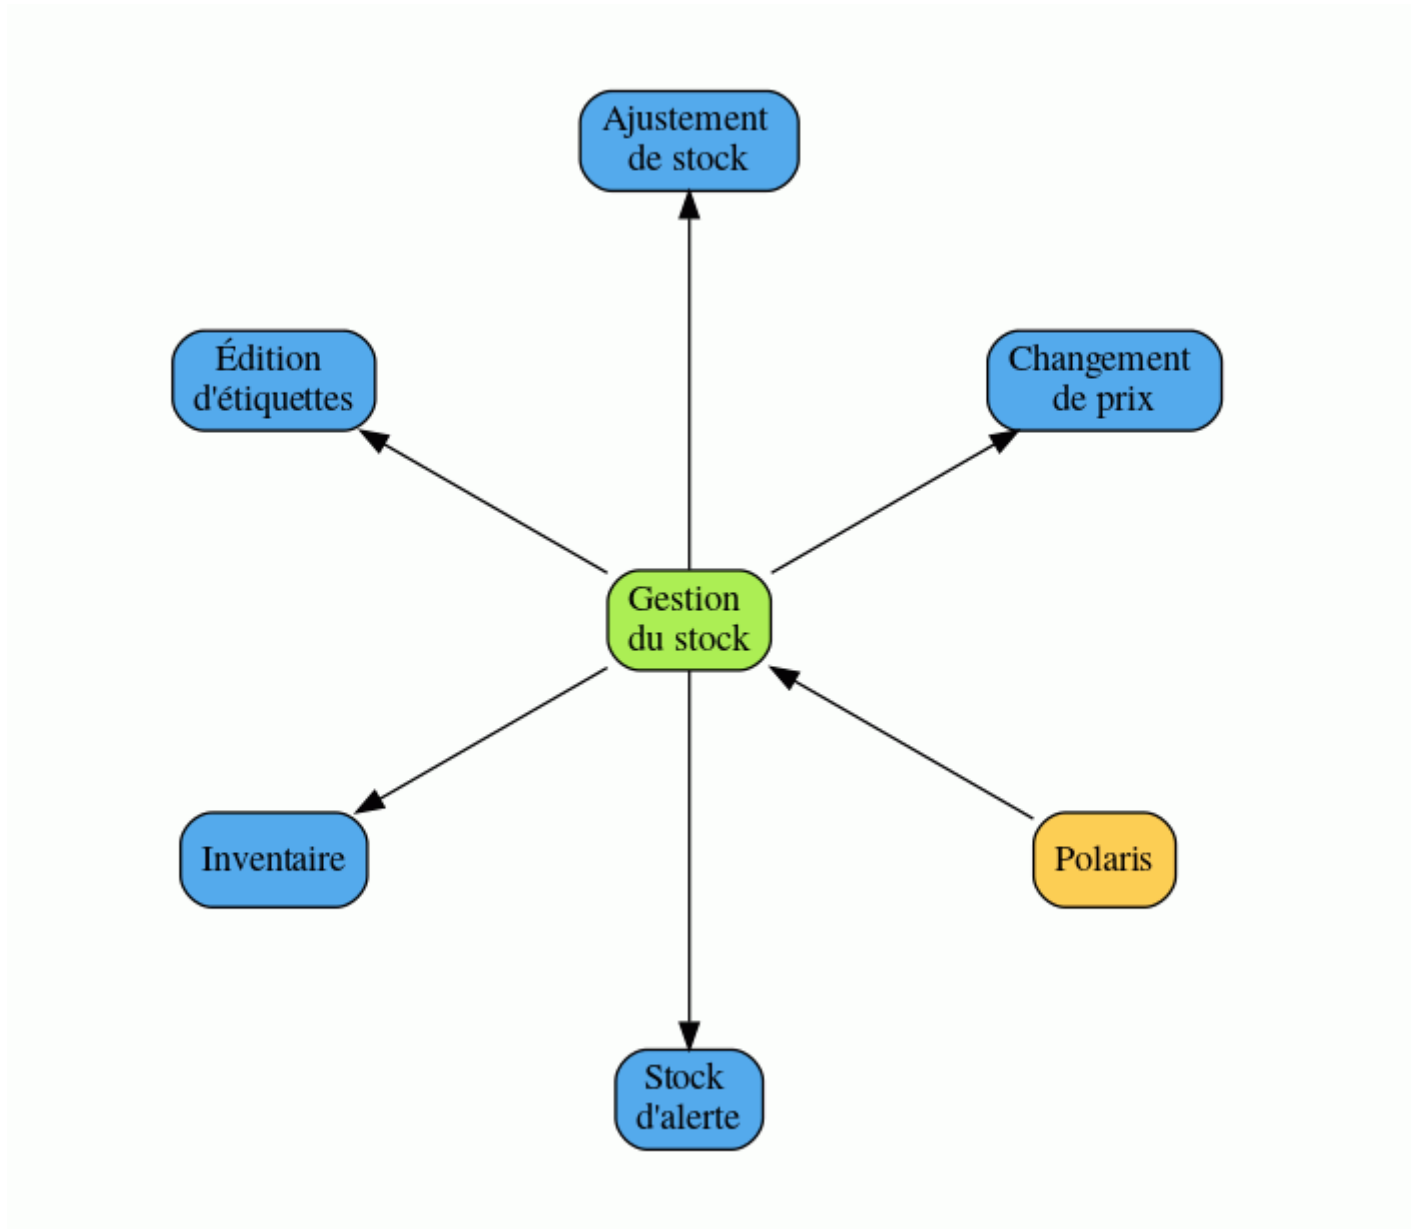 Ajustement
de stock
Édition
d'étiquettes
Changement
de prix
Gestion
du stock
Inventaire
Polaris
Stock
d'alerte